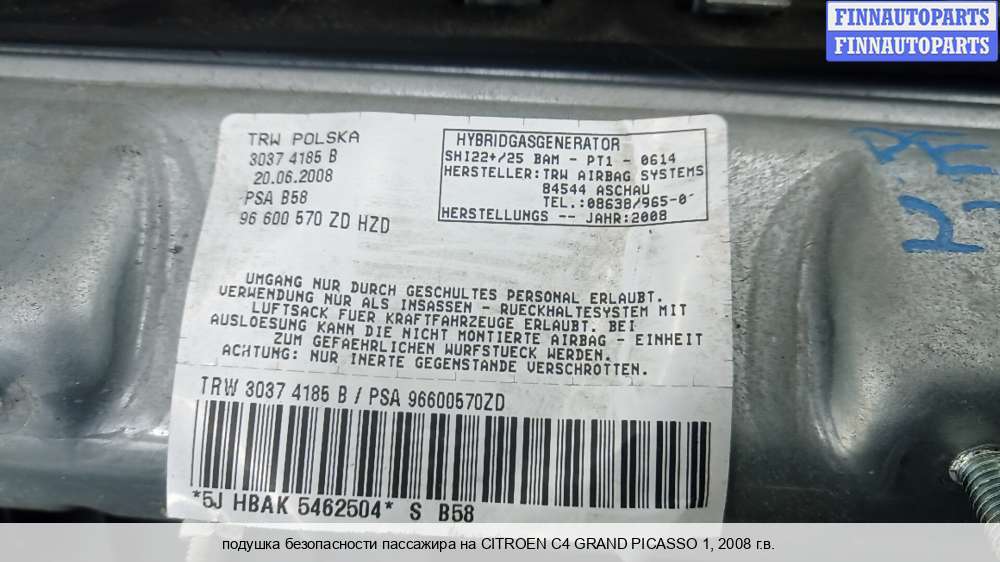 FINNAUTOPARTS
FINNAUTOPARTS
TRW POLSKA
3037 4185 B
20.06.2008
PSA B58
96 600 570 ZD HZD
HYBRIDGASGENERATOR
SHI22+/25 BAM - PT1 - 0614
HERSTELLER:TRW AIRBAG SYSTEMS
84544 ASCHAU
TEL.:08638/965-0
HERSTELLUNGS -- JAHR:2008
UMGANG NUR DURCH GESCHULTES PERSONAL ERLAUBT.
VERWENDUNG NUR ALS INSASSEN - RUECKHALTESYSTEM MIT
LUFTSACK FUER KRAFTFAHRZEUGE ERLAUBT. BEI
AUSLOESUNG KANN DIE NICHT MONTIERTE AIRBAG - EINHEIT
ZUM GEFAEHRLICHEN WURFSTUECK WERDEN.
ACHTUNG: NUR INERTE GEGENSTANDE VERSCHROTTEN.
TRW 3037 4185 B / PSA 96600570ZD
*5J HBAK 5462504* S B58
подушка безопасности пассажира на CITROEN C4 GRAND PICASSO 1, 2008 г.в.